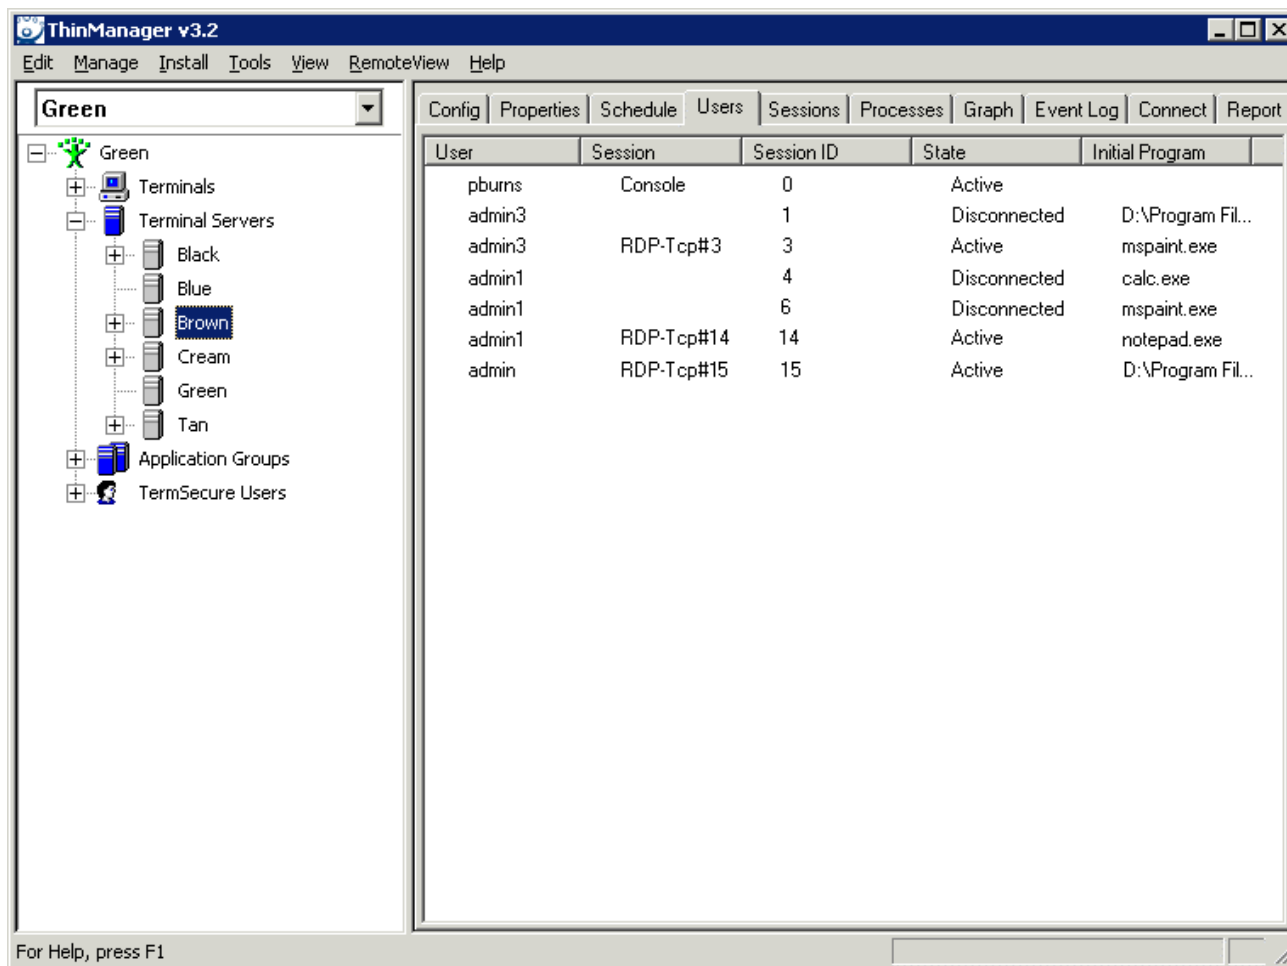 ThinManager v3.2
Edit Manage Install Tools View RemoteView Help
Green
Green
Terminals
Terminal Servers
Black
Blue
Brown
Cream
Green
Tan
Application Groups
TermSecure Users
Config Properties Schedule Users Sessions Processes Graph Event Log Connect Report
User Session Session ID State Initial Program
pburns Console 0 Active
admin3 1 Disconnected D:\Program Fil...
admin3 RDP-Tcp#3 3 Active mspaint.exe
admin1 4 Disconnected calc.exe
admin1 6 Disconnected mspaint.exe
admin1 RDP-Tcp#14 14 Active notepad.exe
admin RDP-Tcp#15 15 Active D:\Program Fil...
For Help, press F1